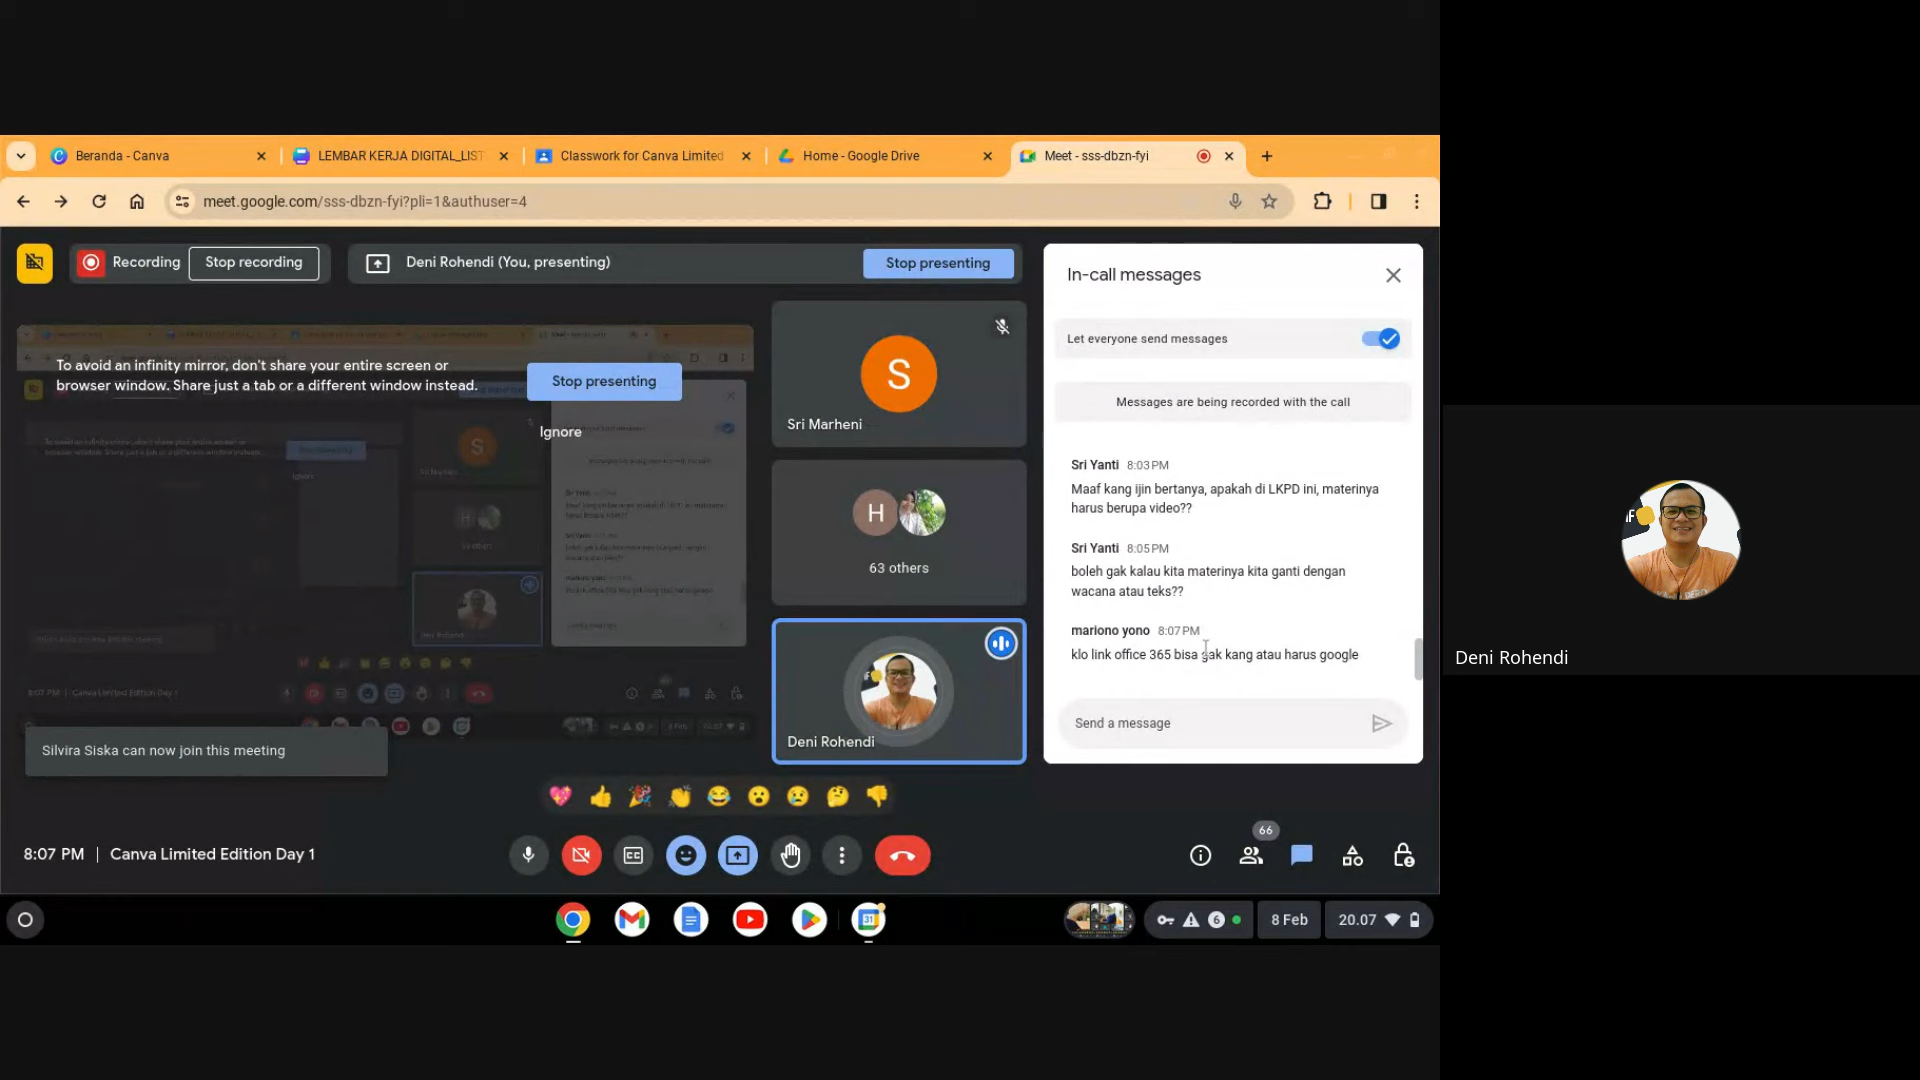 Beranda - Canva
LEMBAR KERJA DIGITAL_LIST
Classwork for Canva Limited
Home - Google Drive
Meet - sss-dbzn-fyi
meet.google.com/sss-dbzn-fyi?pli=1&authuser=4
Recording
Stop recording
Deni Rohendi (You, presenting)
Stop presenting
To avoid an infinity mirror, don't share your entire screen or
browser window. Share just a tab or a different window instead.
Stop presenting
Ignore
S
Sri Marheni
H
63 others
Deni Rohendi
In-call messages
Let everyone send messages
Messages are being recorded with the call
Sri Yanti 8:03 PM
Maaf kang ijin bertanya, apakah di LKPD ini, materinya
harus berupa video??
Sri Yanti 8:05 PM
boleh gak kalau kita materinya kita ganti dengan
wacana atau teks??
mariono yono 8:07 PM
klo link office 365 bisa gak kang atau harus google
Send a message
Silvira Siska can now join this meeting
8:07 PM | Canva Limited Edition Day 1
66
6
8 Feb
20.07
Deni Rohendi